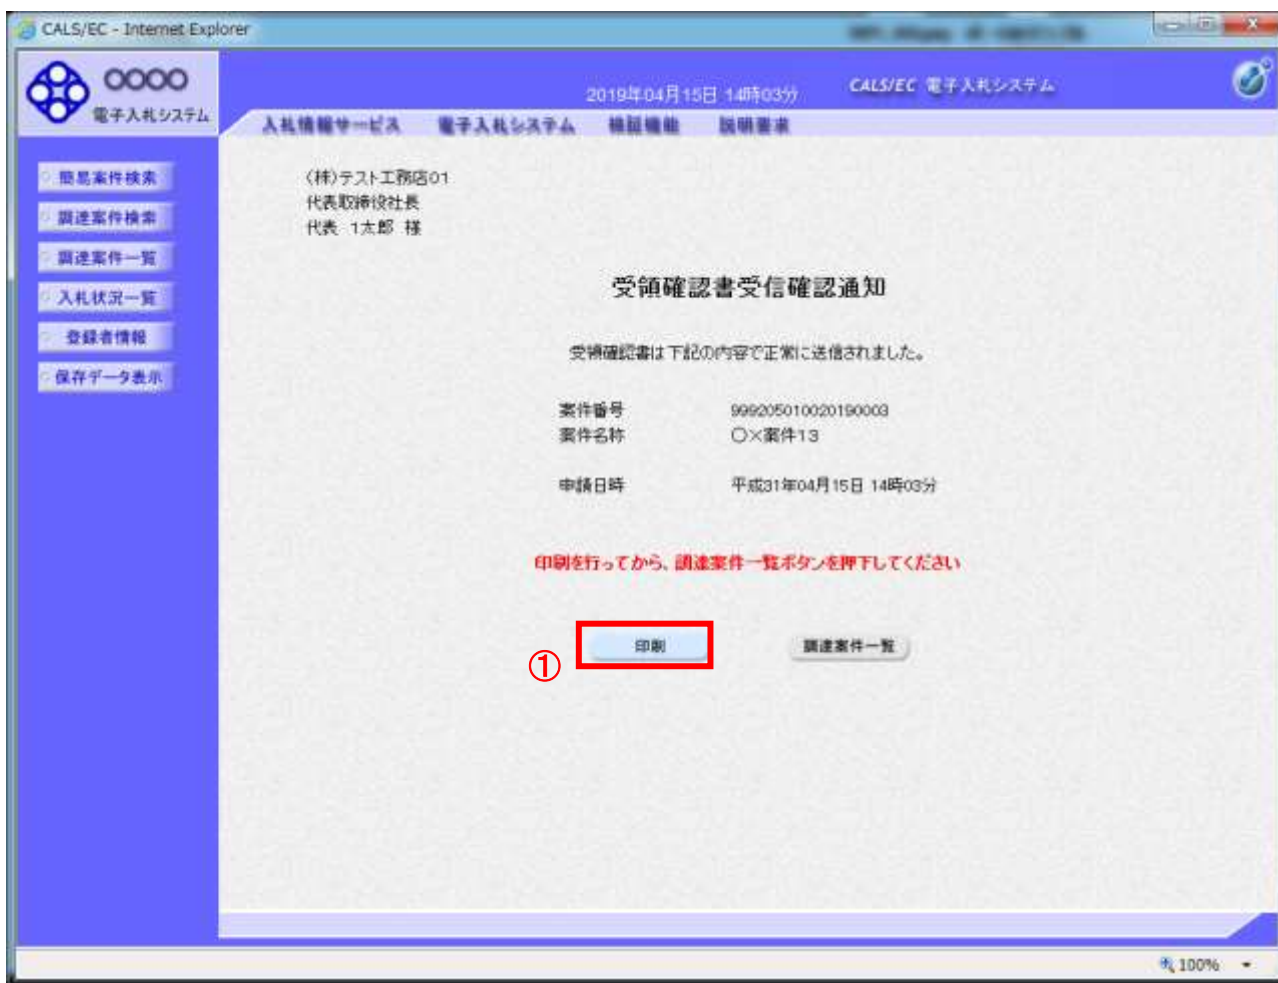 CALS/EC - Internet Explorer
○○○○
電子入札システム
2019年04月15日 14時03分
CALS/EC 電子入札システム
入札情報サービス 電子入札システム 検証機能 説明要求
簡易案件検索
調達案件検索
調達案件一覧
入札状況一覧
登録者情報
保存データ表示
(株)テスト工務店01
代表取締役社長
代表 1太郎 様
受領確認書受信確認通知
受領確認書は下記の内容で正常に送信されました。
案件番号 999205010020190003
案件名称 ○×案件13
申請日時 平成31年04月15日 14時03分
印刷を行ってから、調達案件一覧ボタンを押下してください
① 印刷 調達案件一覧
100%